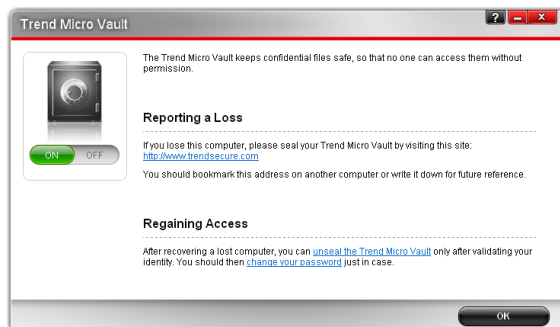 Trend Micro Vault
?
The Trend Micro Vault keeps confidential files safe, so that no one can access them without
permission.
Reporting a Loss
ON OFF
If you lose this computer, please seal your Trend Micro Vault by visiting this site:
http://www.trendsecure.com
You should bookmark this address on another computer or write it down for future reference.
Regaining Access
After recovering a lost computer, you can unseal the Trend Micro Vault only after validating your
identity. You should then change your password just in case.
OK